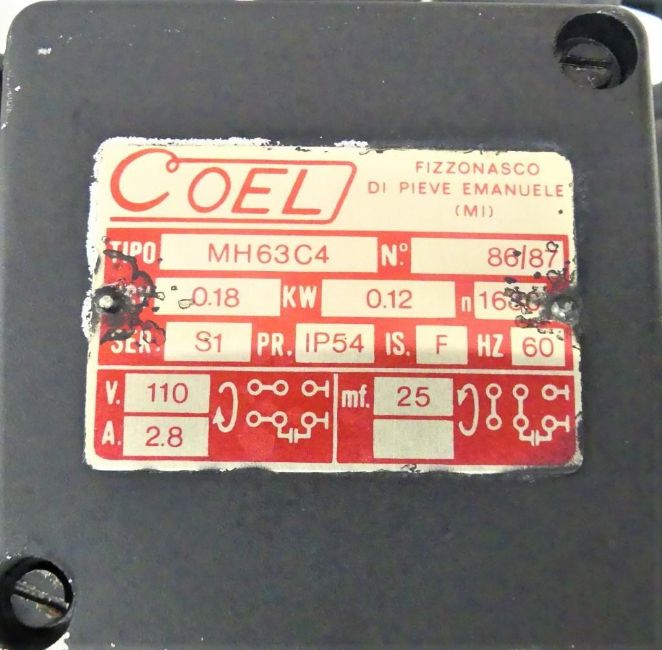 COEL
FIZZONASCO
DI PIEVE EMANUELE
(MI)
TIPO MH63C4 N.º 86/87
0.18 KW 0.12 n
SER. S1 PR. IP54 IS. F HZ 60
V. 110 mf. 25
A. 2.8